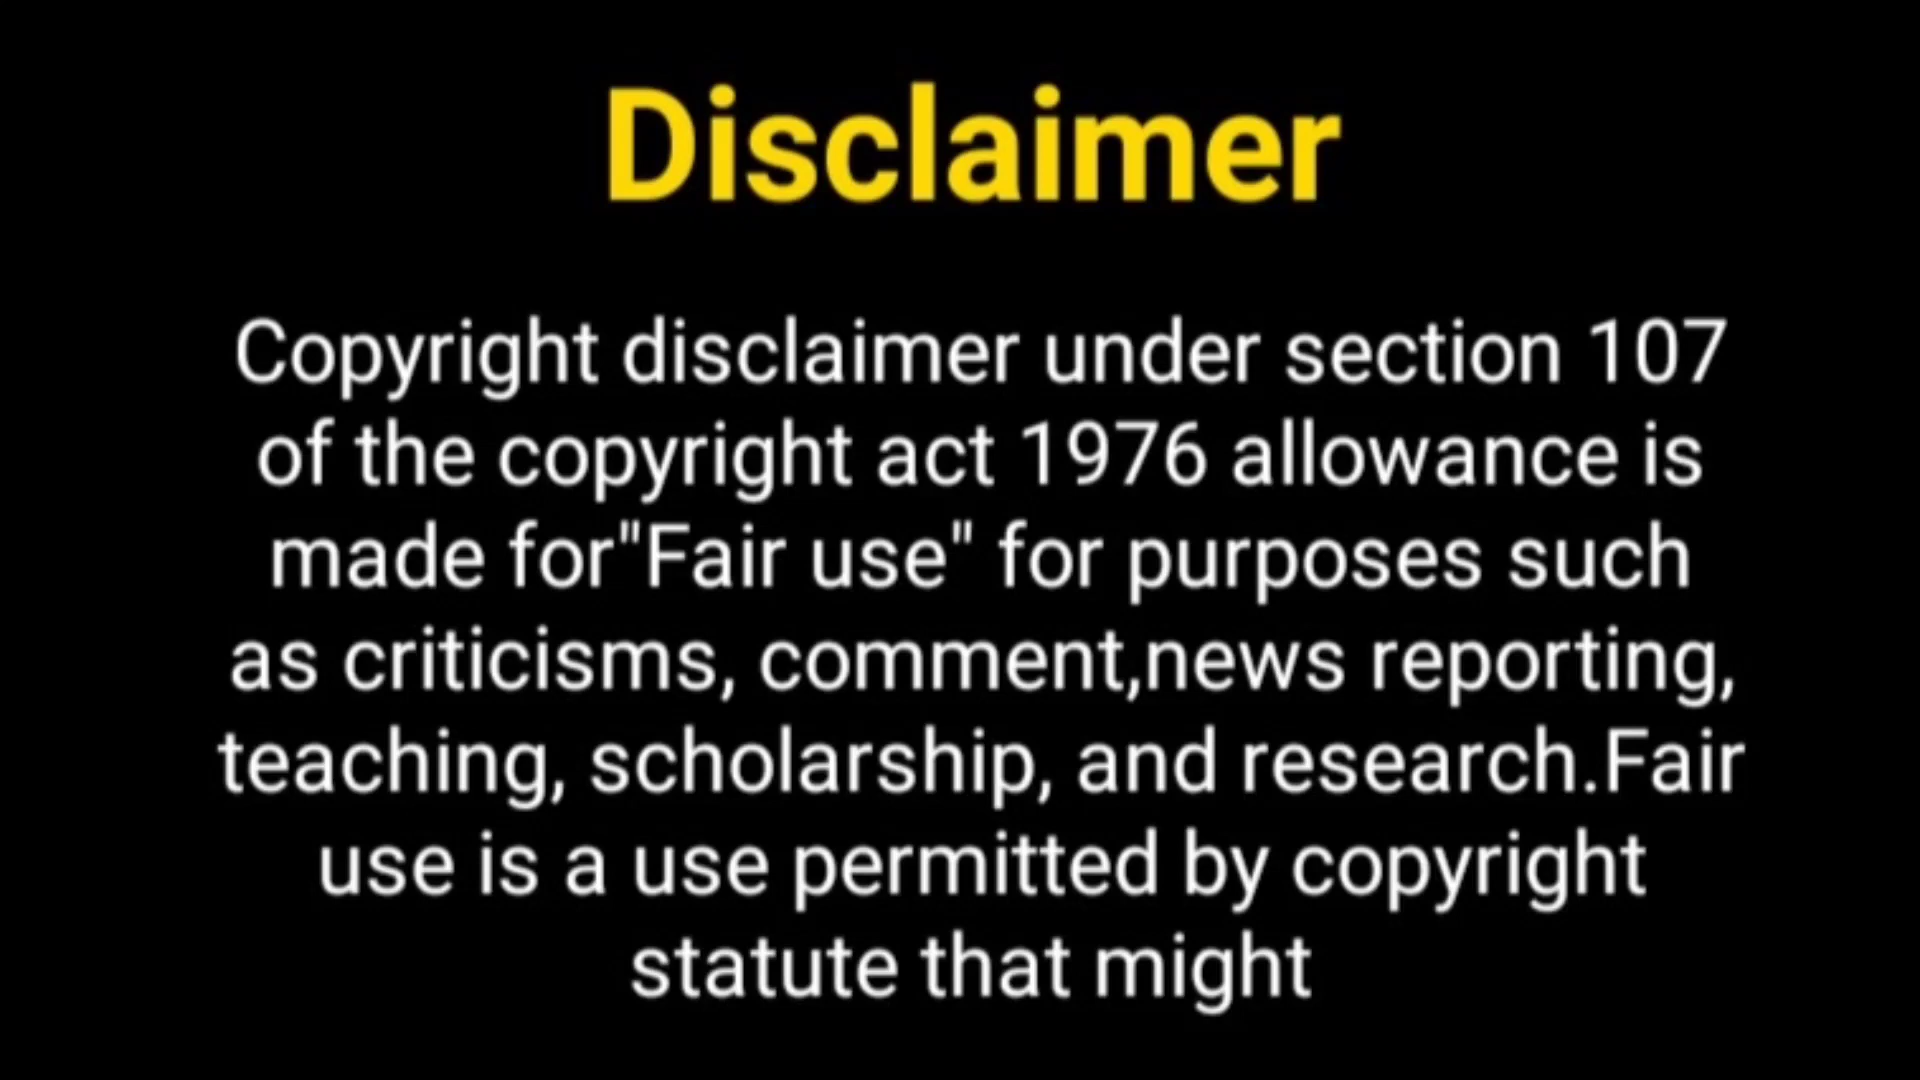 Disclaimer
Copyright disclaimer under section 107
of the copyright act 1976 allowance is
made for"Fair use" for purposes such
as criticisms, comment,news reporting,
teaching, scholarship, and research.Fair
use is a use permitted by copyright
statute that might